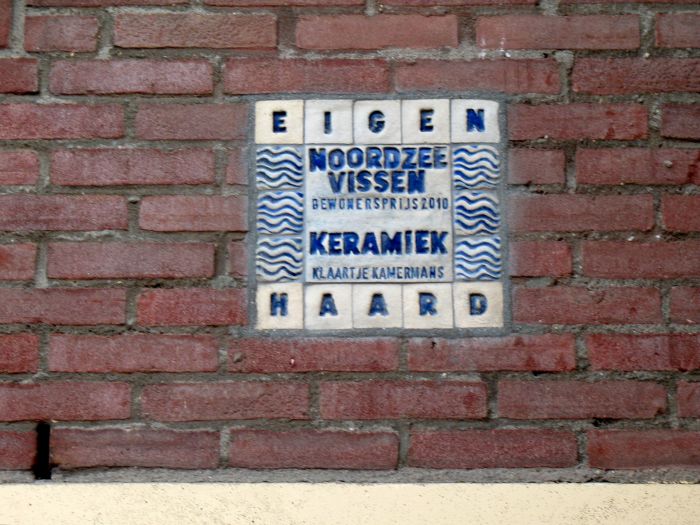 EIGEN
NOORDZEE
VISSEN
BEWONERSPRIJS 2010
KERAMIEK
KLAARTJE KAMERMANS
HAARD